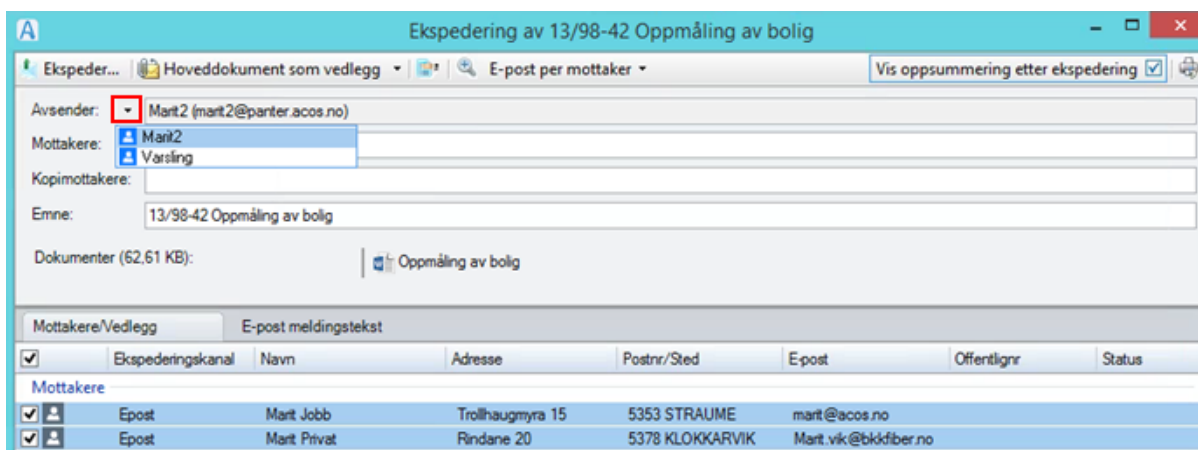 A Ekspedering av 13/98-42 Oppmåling av bolig
Ekspeder... Hoveddokument som vedlegg E-post per mottaker Vis oppsummering etter ekspedering
Avsender: Marit2 (marit2@panter.acos.no)
Marit2
Mottakere:
Varsling
Kopimottakere:
Emne: 13/98-42 Oppmåling av bolig
Dokumenter (62,61 KB): Oppmåling av bolig
Mottakere/Vedlegg E-post meldingstekst
Ekspederingskanal Navn Adresse Postnr/Sted E-post Offentlignr Status
Mottakere
Epost Marit Jobb Trollhaugmyra 15 5353 STRAUME marit@acos.no
Epost Marit Privat Rindane 20 5378 KLOKKARVIK Marit.vik@bkkfiber.no